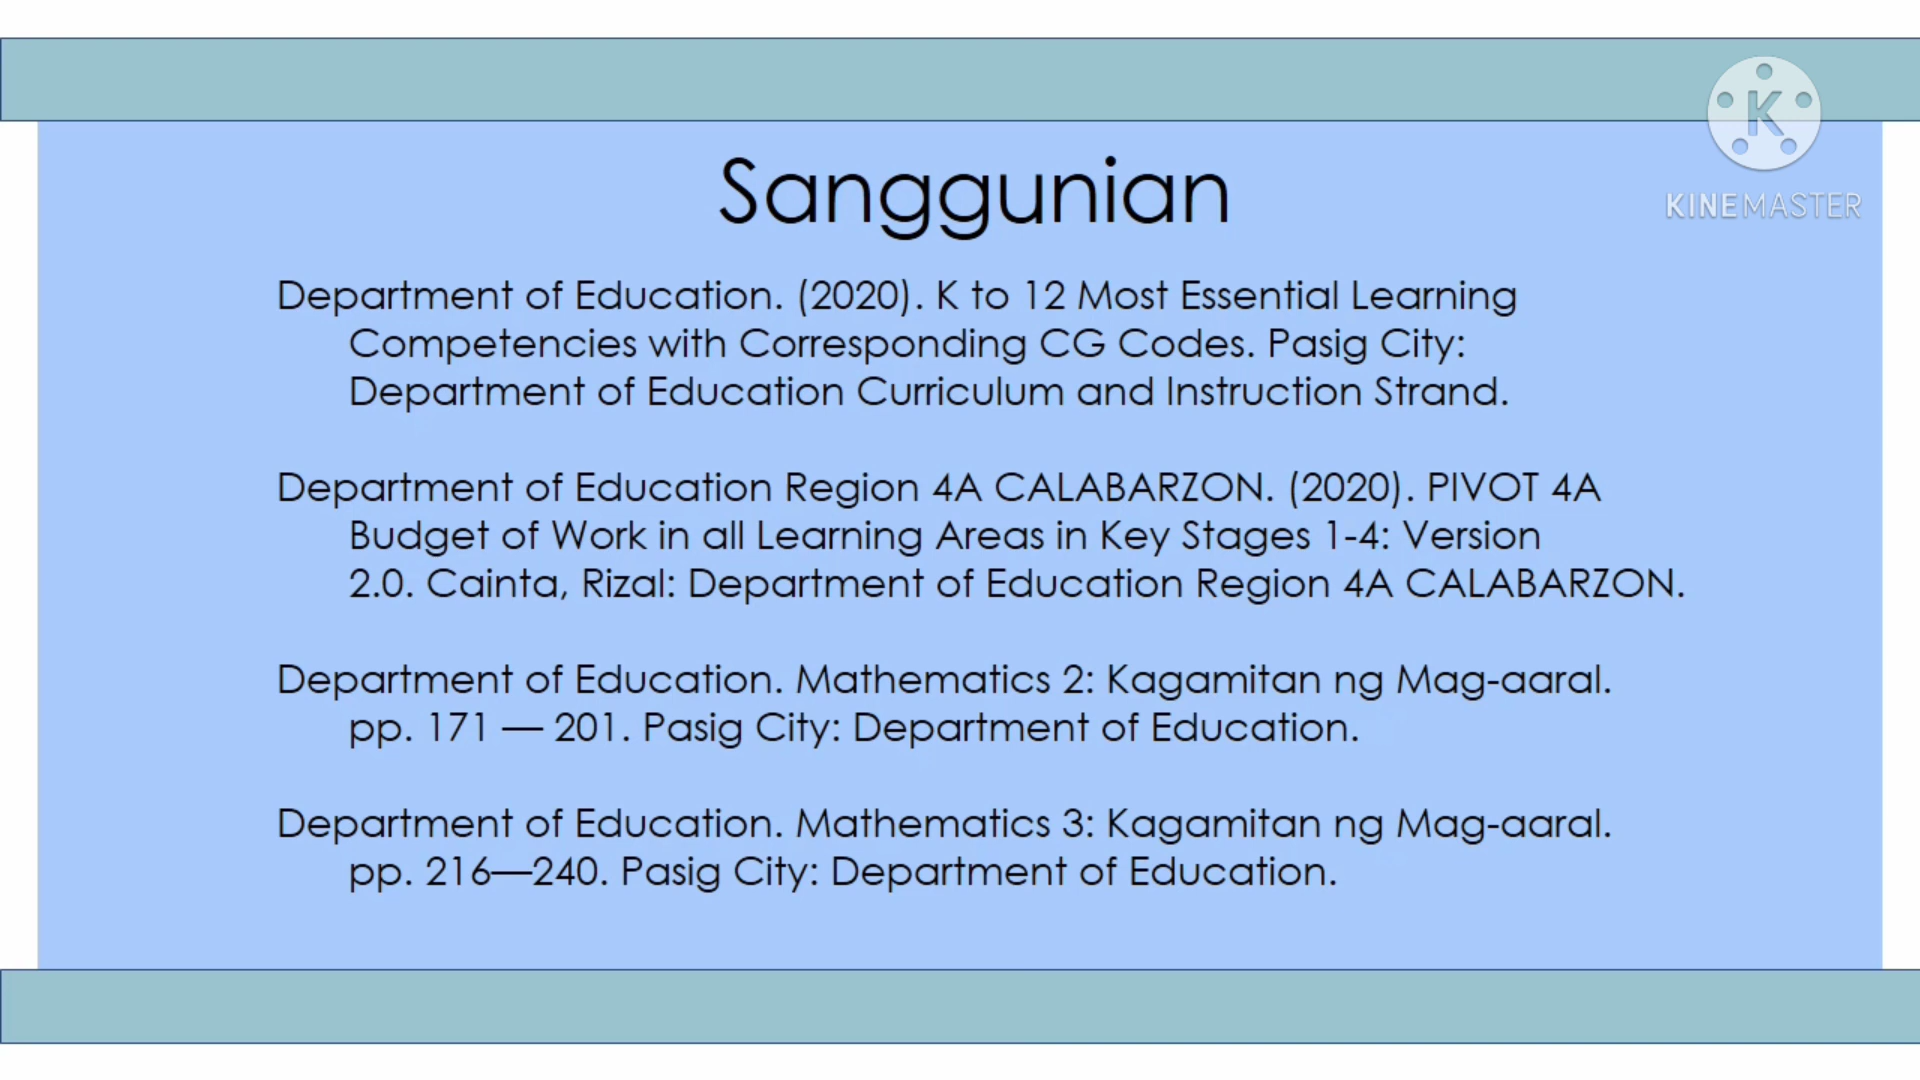 K
KINEMASTER
Sanggunian
Department of Education. (2020). K to 12 Most Essential Learning
Competencies with Corresponding CG Codes. Pasig City:
Department of Education Curriculum and Instruction Strand.
Department of Education Region 4A CALABARZON. (2020). PIVOT 4A
Budget of Work in all Learning Areas in Key Stages 1-4: Version
2.0. Cainta, Rizal: Department of Education Region 4A CALABARZON.
Department of Education. Mathematics 2: Kagamitan ng Mag-aaral.
pp. 171 — 201. Pasig City: Department of Education.
Department of Education. Mathematics 3: Kagamitan ng Mag-aaral.
pp. 216—240. Pasig City: Department of Education.